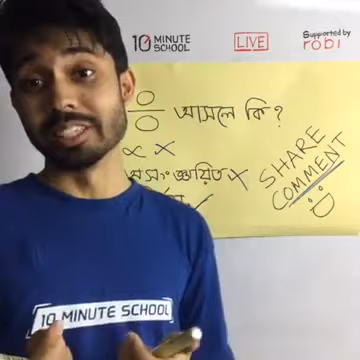 10 MINUTE SCHOOL
LIVE
Supported by
robi
0/0 আসলে কি?
∝ ×
অসংজ্ঞায়িত ×
SHARE
COMMENT
10 MINUTE SCHOOL